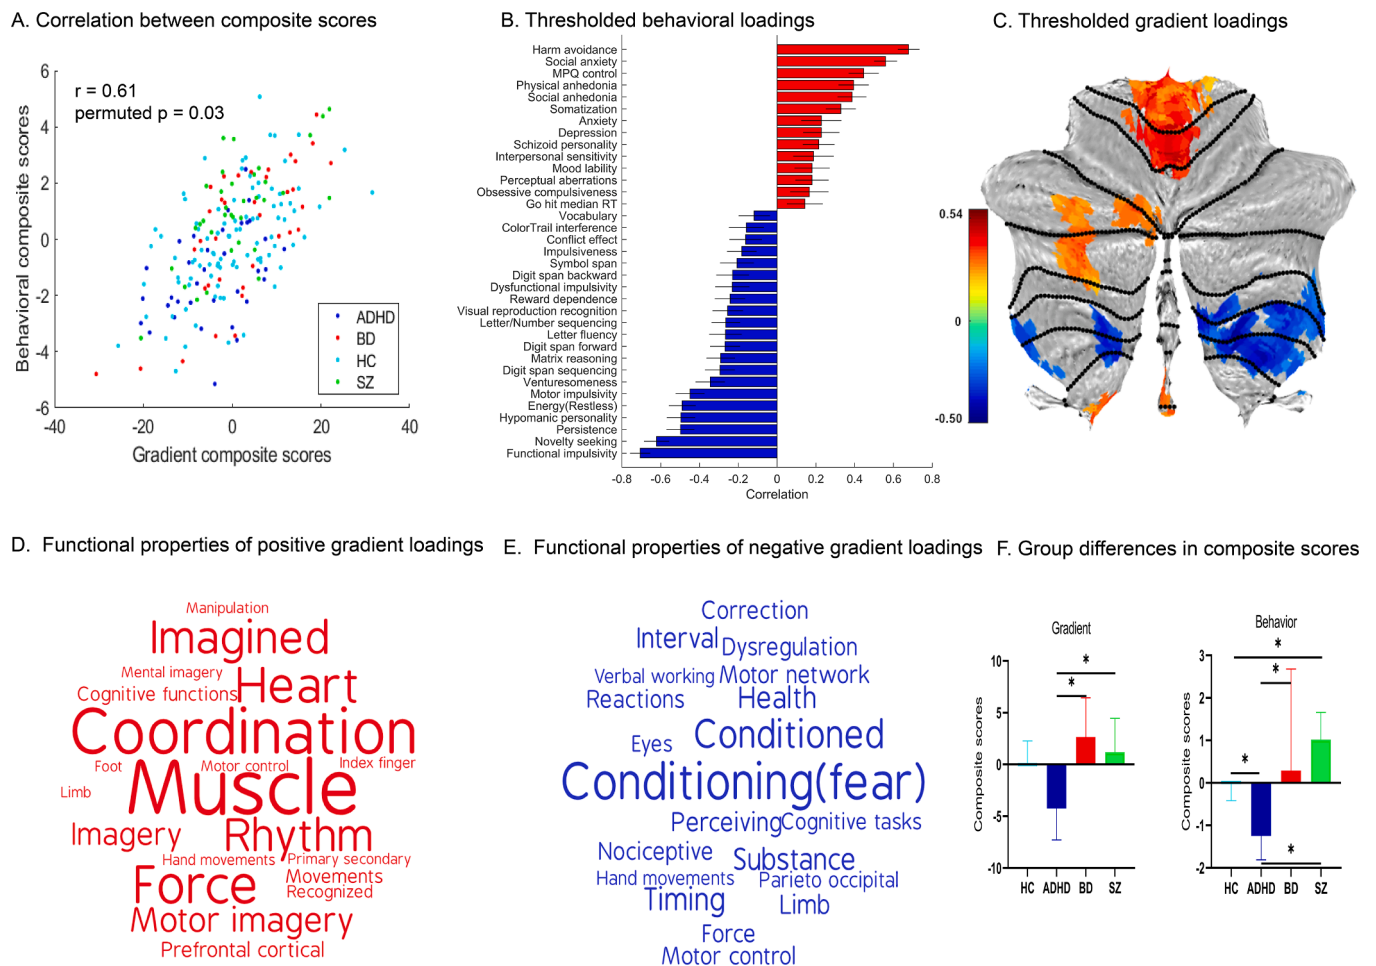 A. Correlation between composite scores
r = 0.61
permuted p = 0.03
Behavioral composite scores
6
4
2
0
-2
-4
-6
-40
-20
0
20
40
Gradient composite scores
ADHD
BD
HC
SZ
B. Thresholded behavioral loadings
Harm avoidance
Social anxiety
MPQ control
Physical anhedonia
Social anhedonia
Somatization
Anxiety
Depression
Schizoid personality
Interpersonal sensitivity
Mood lability
Perceptual aberrations
Obsessive compulsiveness
Go hit median RT
Vocabulary
ColorTrail interference
Conflict effect
Impulsiveness
Symbol span
Digit span backward
Dysfunctional impulsivity
Reward dependence
Visual reproduction recognition
Letter/Number sequencing
Letter fluency
Digit span forward
Matrix reasoning
Digit span sequencing
Venturesomeness
Motor impulsivity
Energy(Restless)
Hypomanic personality
Persistence
Novelty seeking
Functional impulsivity
-0.8
-0.6
-0.4
-0.2
0
0.2
0.4
0.6
0.8
Correlation
C. Thresholded gradient loadings
0.54
0
-0.50
D. Functional properties of positive gradient loadings
Manipulation
Imagined
Mental imagery
Cognitive functions
Heart
Coordination
Foot
Motor control
Index finger
Limb
Muscle
Imagery
Rhythm
Hand movements
Primary secondary
Force
Movements
Recognized
Motor imagery
Prefrontal cortical
E. Functional properties of negative gradient loadings
Correction
Interval
Dysregulation
Verbal working
Motor network
Reactions
Health
Eyes
Conditioned
Conditioning(fear)
Perceiving
Cognitive tasks
Nociceptive
Substance
Hand movements
Parieto occipital
Timing
Limb
Force
Motor control
F. Group differences in composite scores
Gradient
Composite scores
10
5
0
-5
-10
*
*
HC
ADHD
BD
SZ
Behavior
Composite scores
3
2
1
0
-1
-2
*
*
*
*
HC
ADHD
BD
SZ